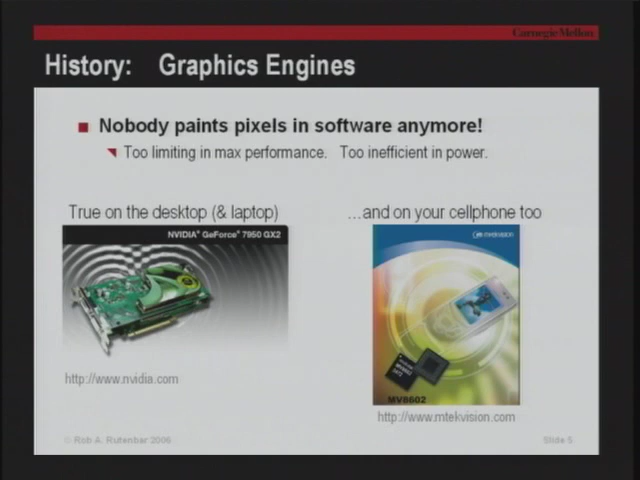 Carnegie Mellon
History: Graphics Engines
Nobody paints pixels in software anymore!
Too limiting in max performance. Too inefficient in power.
True on the desktop (& laptop)
…and on your cellphone too
NVIDIA® GeForce® 7950 GX2
mtekvision
MV8602
http://www.nvidia.com
http://www.mtekvision.com
© Rob A. Rutenbar 2006
Slide 5